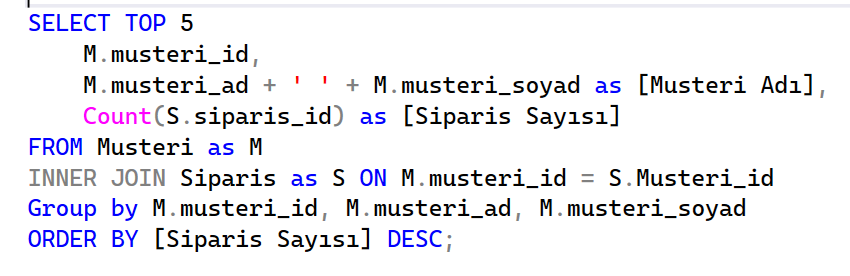 SELECT TOP 5
    M.musteri_id,
    M.musteri_ad + ' ' + M.musteri_soyad as [Musteri Adı],
    Count(S.siparis_id) as [Siparis Sayısı]
FROM Musteri as M
INNER JOIN Siparis as S ON M.musteri_id = S.Musteri_id
Group by M.musteri_id, M.musteri_ad, M.musteri_soyad
ORDER BY [Siparis Sayısı] DESC;